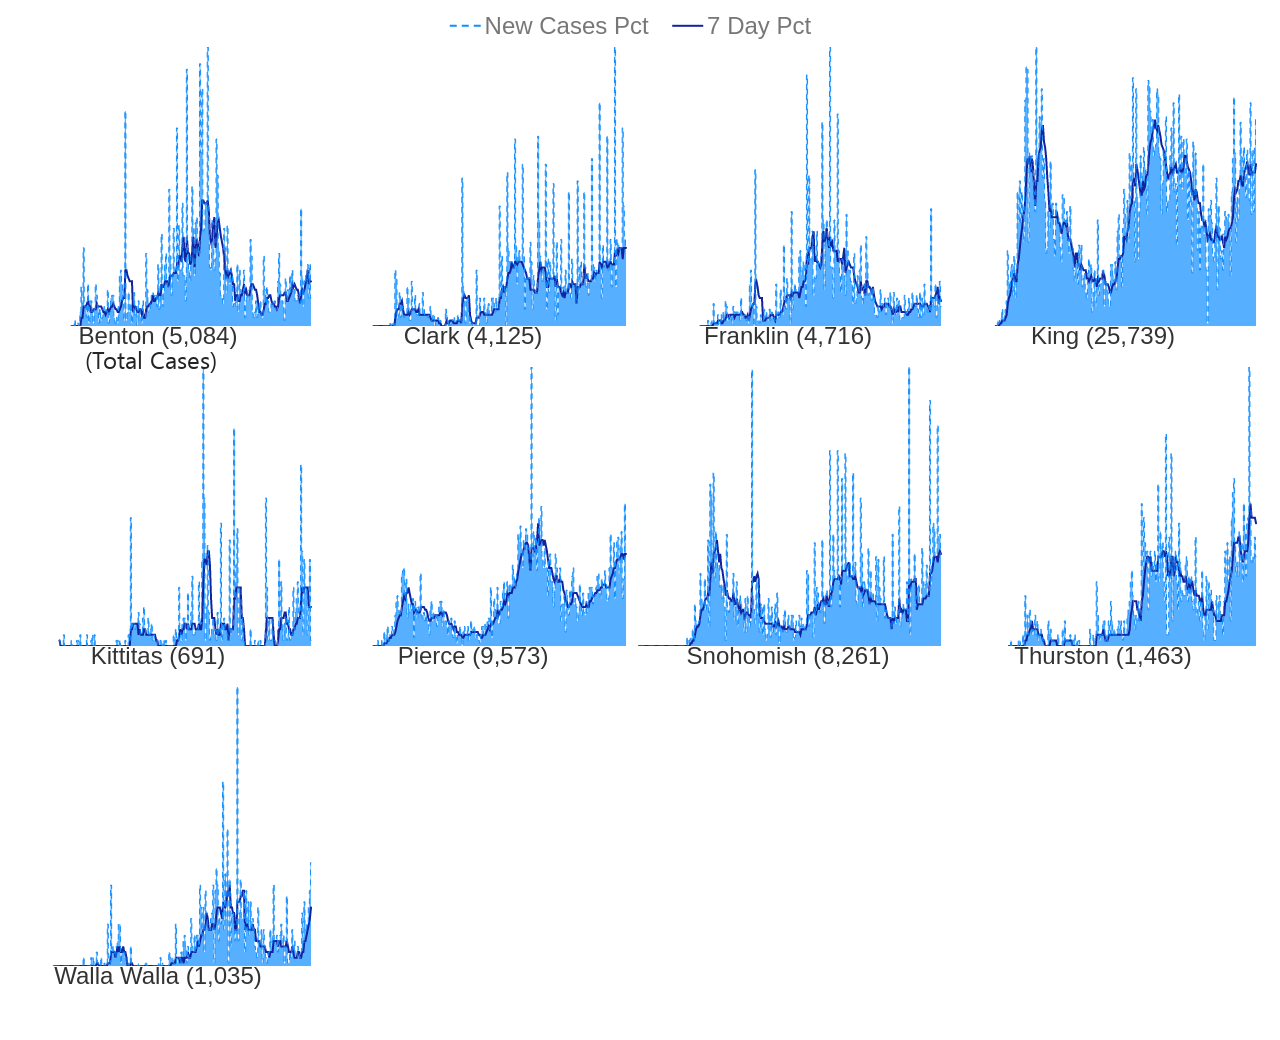 New Cases Pct 7 Day Pct
Benton (5,084) Clark (4,125) Franklin (4,716) King (25,739)
(Total Cases)
Kittitas (691) Pierce (9,573) Snohomish (8,261) Thurston (1,463)
Walla Walla (1,035)